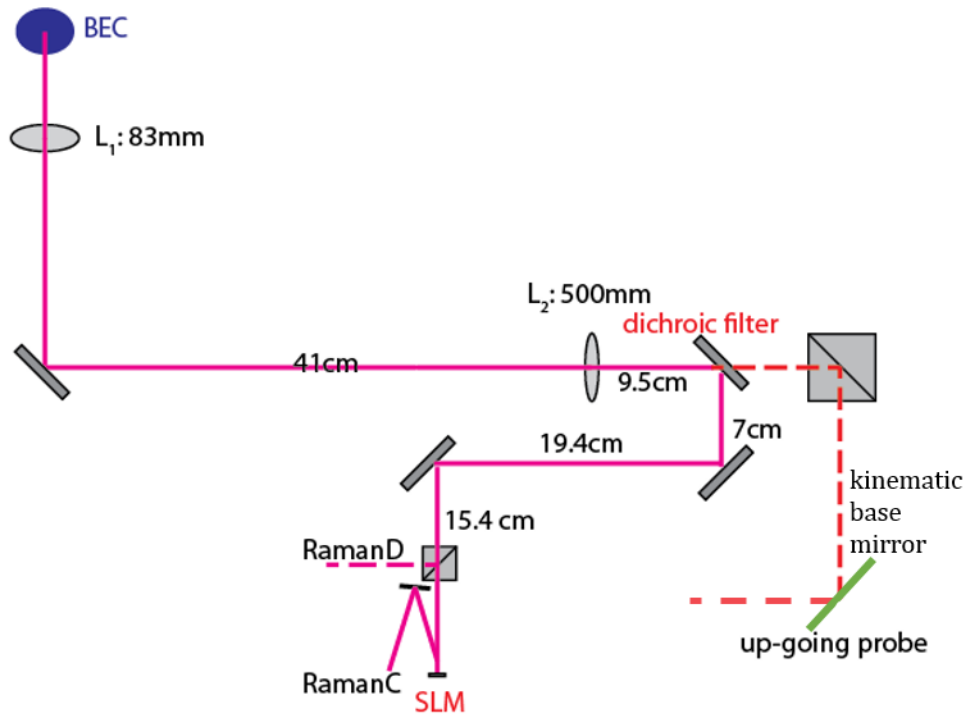 BEC
L1: 83mm
L2: 500mm
dichroic filter
41cm
9.5cm
7cm
19.4cm
kinematic
base
mirror
15.4 cm
RamanD
up-going probe
RamanC
SLM